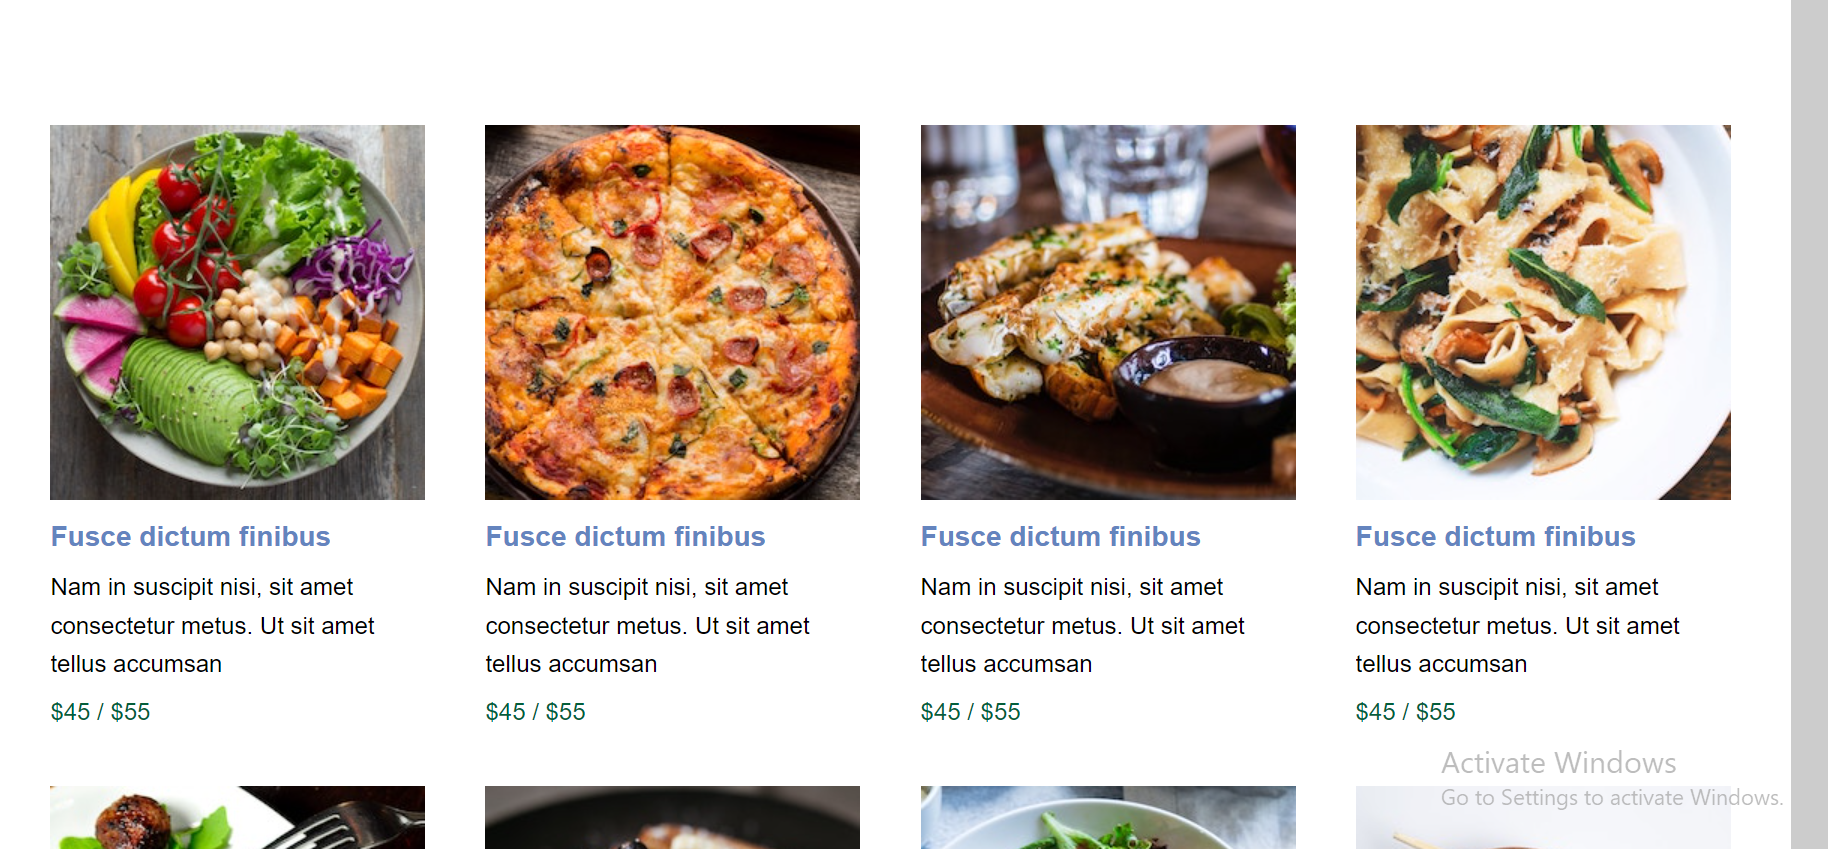 Fusce dictum finibus
Nam in suscipit nisi, sit amet
consectetur metus. Ut sit amet
tellus accumsan
$45 / $55
Fusce dictum finibus
Nam in suscipit nisi, sit amet
consectetur metus. Ut sit amet
tellus accumsan
$45 / $55
Fusce dictum finibus
Nam in suscipit nisi, sit amet
consectetur metus. Ut sit amet
tellus accumsan
$45 / $55
Fusce dictum finibus
Nam in suscipit nisi, sit amet
consectetur metus. Ut sit amet
tellus accumsan
$45 / $55
Activate Windows
Go to Settings to activate Windows.